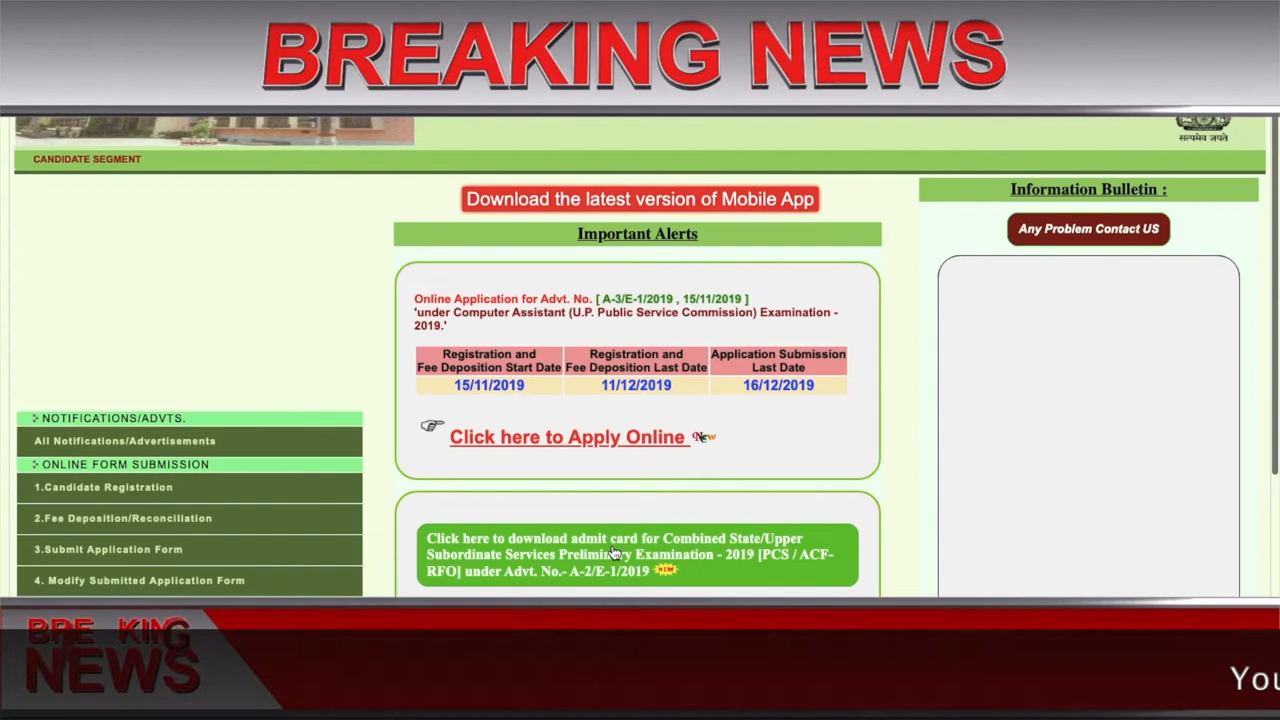 BREAKING NEWS
सत्यमेव जयते
CANDIDATE SEGMENT
Download the latest version of Mobile App
Important Alerts
Online Application for Advt. No. [ A-3/E-1/2019 , 15/11/2019 ]
'under Computer Assistant (U.P. Public Service Commission) Examination -
2019.'
Registration and Fee Deposition Start Date
Registration and Fee Deposition Last Date
Application Submission Last Date
15/11/2019 11/12/2019 16/12/2019
Click here to Apply Online New
Click here to download admit card for Combined State/Upper
Subordinate Services Preliminary Examination - 2019 [PCS / ACF-
RFO] under Advt. No.- A-2/E-1/2019 NEW
Information Bulletin :
Any Problem Contact US
NOTIFICATIONS/ADVTS.
All Notifications/Advertisements
ONLINE FORM SUBMISSION
1.Candidate Registration
2.Fee Deposition/Reconciliation
3.Submit Application Form
4. Modify Submitted Application Form
NEWS